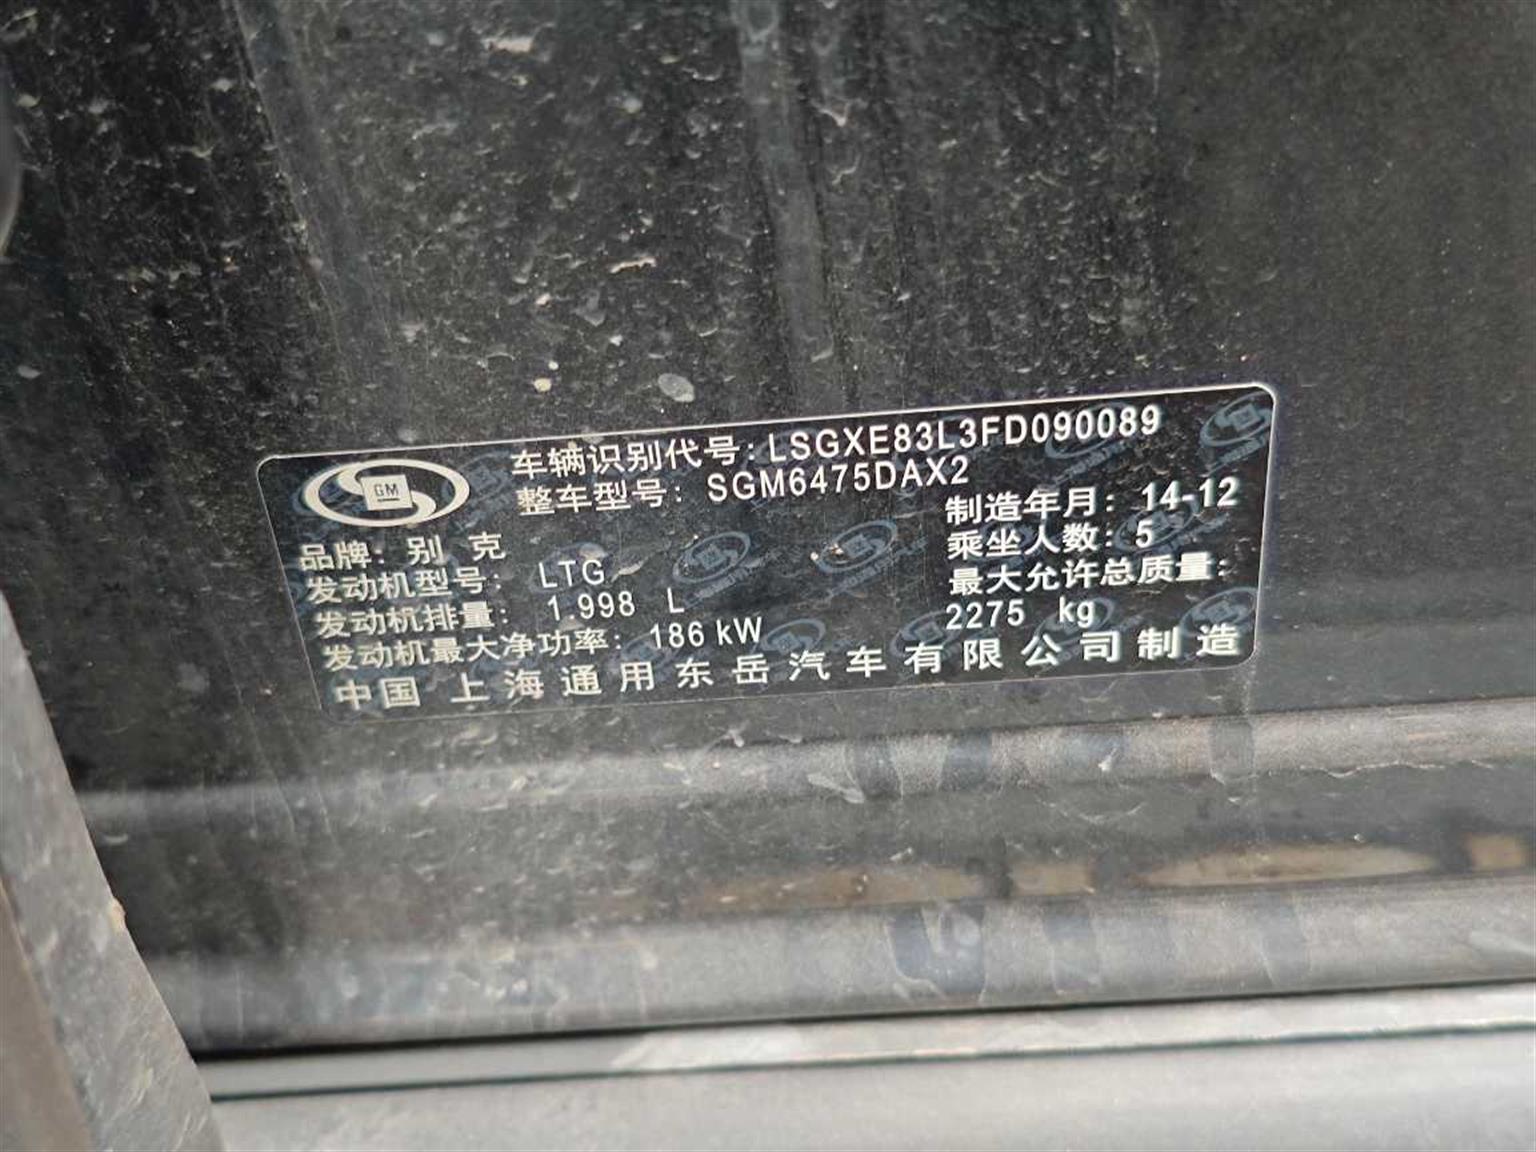 GM
车辆识别代号: LSGXE83L3FD090089
整车型号: SGM6475DAX2
制造年月: 14-12
品牌: 别 克
乘坐人数: 5
发动机型号: LTG
最大允许总质量:
发动机排量: 1.998 L
2275 kg
发动机最大净功率: 186 kW
中国 上海通用东岳汽车有限公司制造